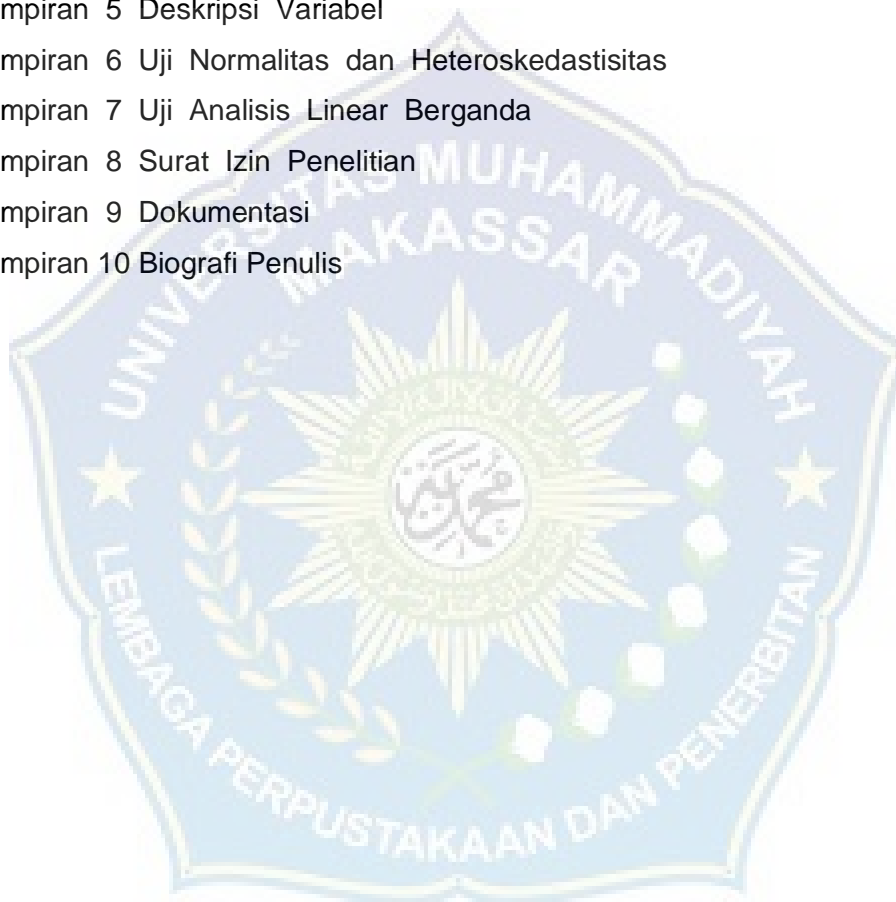 mpiran 5 Deskripsi Variabel
mpiran 6 Uji Normalitas dan Heteroskedastisitas
mpiran 7 Uji Analisis Linear Berganda
mpiran 8 Surat Izin Penelitian
mpiran 9 Dokumentasi
mpiran 10 Biografi Penulis
UNIVERSITAS MUHAMMADIYAH
MAKASSAR
LEMBAGA PERPUSTAKAAN DAN PENERBITAN